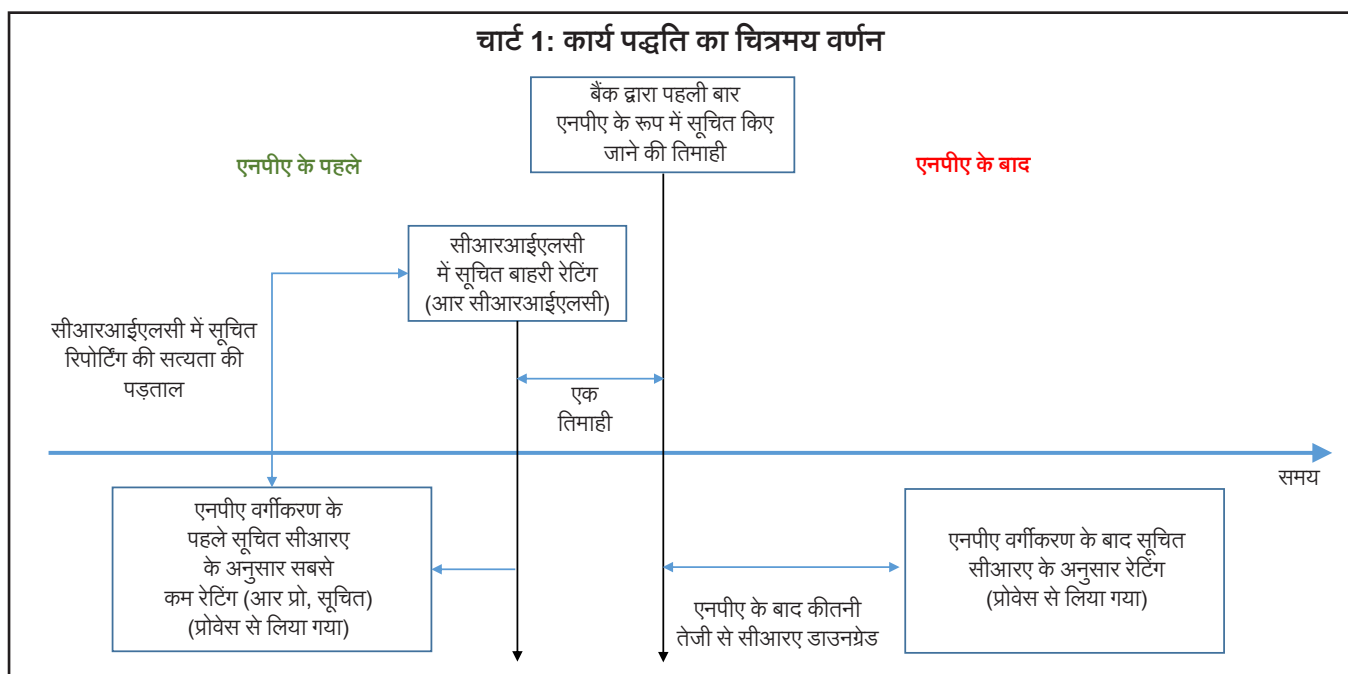 चार्ट 1: कार्य पद्धति का चित्रमय वर्णन
बैंक द्वारा पहली बार
एनपीए के रूप में सूचित किए
जाने की तिमाही
एनपीए के पहले
एनपीए के बाद
सीआरआईएलसी
में सूचित बाहरी रेटिंग
(आर सीआरआईएलसी)
सीआरआईएलसी में सूचित
रिपोर्टिंग की सत्यता की
पड़ताल
एक
तिमाही
समय
एनपीए वर्गीकरण के
पहले सूचित सीआरए
के अनुसार सबसे
कम रेटिंग (आर प्रो, सूचित)
(प्रोवेस से लिया गया)
एनपीए के बाद कीतनी
तेजी से सीआरए डाउनग्रेड
एनपीए वर्गीकरण के बाद सूचित
सीआरए के अनुसार रेटिंग
(प्रोवेस से लिया गया)